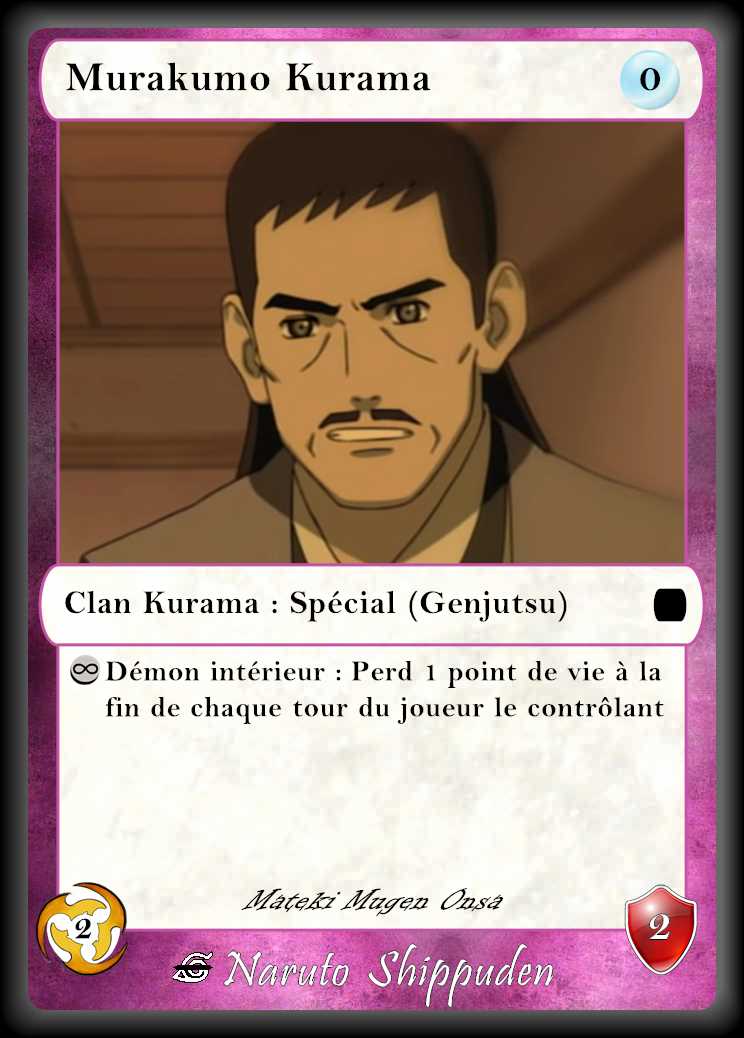 Murakumo Kurama
0
Clan Kurama : Spécial (Genjutsu)
∞ Démon intérieur : Perd 1 point de vie à la
fin de chaque tour du joueur le contrôlant
Mateki Mugen Onsa
2
2
Naruto Shippuden